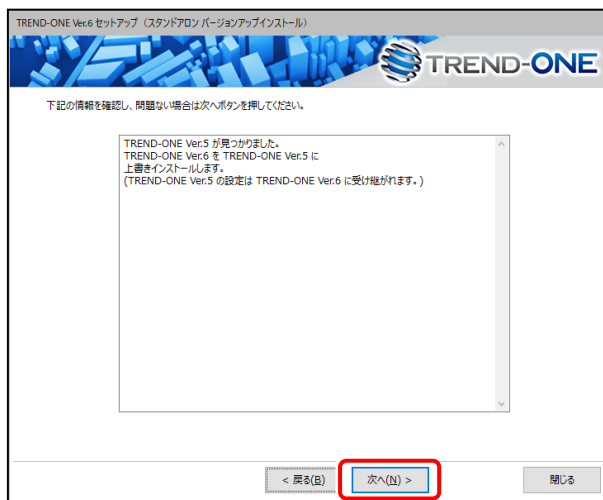 TREND-ONE Ver.6 セットアップ（スタンドアロン バージョンアップインストール）
TREND-ONE
下記の情報を確認し、問題ない場合は次へボタンを押してください。
TREND-ONE Ver.5 が見つかりました。
TREND-ONE Ver.6 を TREND-ONE Ver.5 に
上書きインストールします。
(TREND-ONE Ver.5 の設定は TREND-ONE Ver.6 に受け継がれます。)
< 戻る(B)
次へ(N) >
閉じる